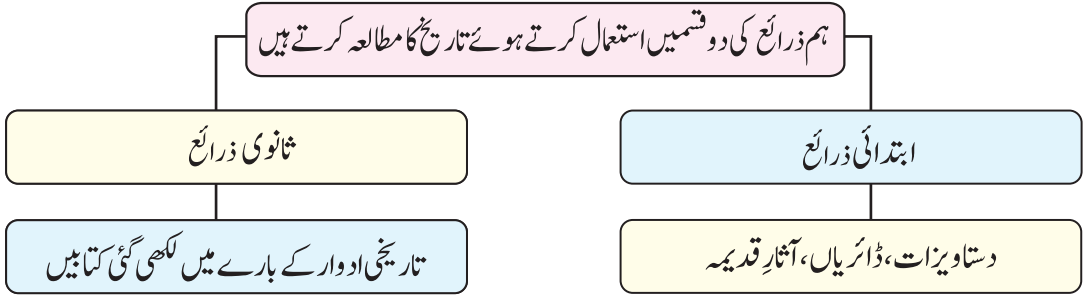 ہم ذرائع کی دو قسمیں استعمال کرتے ہوئے تاریخ کا مطالعہ کرتے ہیں
ابتدائی ذرائع
ثانوی ذرائع
دستاویزات، ڈائریاں، آثارِ قدیمہ
تاریخی ادوار کے بارے میں لکھی گئی کتابیں